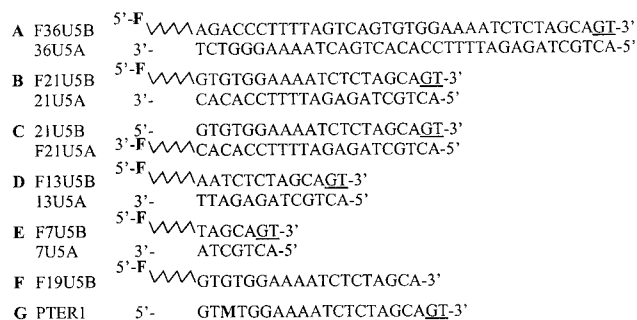 5'-F
A F36U5B AGACCCTTTTAGTCAGTGTGGAAAATCTCTAGCAGT-3'
36U5A 3'- TCTGGGAAAATCAGTCACACCTTTTAGAGATCGTCA-5'
5'-F
B F21U5B GTGTGGAAAATCTCTAGCAGT-3'
21U5A 3'- CACACCTTTTAGAGATCGTCA-5'
C 21U5B 5'- GTGTGGAAAATCTCTAGCAGT-3'
F21U5A 3'-F CACACCTTTTAGAGATCGTCA-5'
5'-F
D F13U5B AATCTCTAGCAGT-3'
13U5A 3'- TTAGAGATCGTCA-5'
5'-F
E F7U5B TAGCAGT-3'
7U5A 3'- ATCGTCA-5'
5'-F
F F19U5B GTGTGGAAAATCTCTAGCA-3'
G PTER1 5'- GTMTGGAAAATCTCTAGCAGT-3'